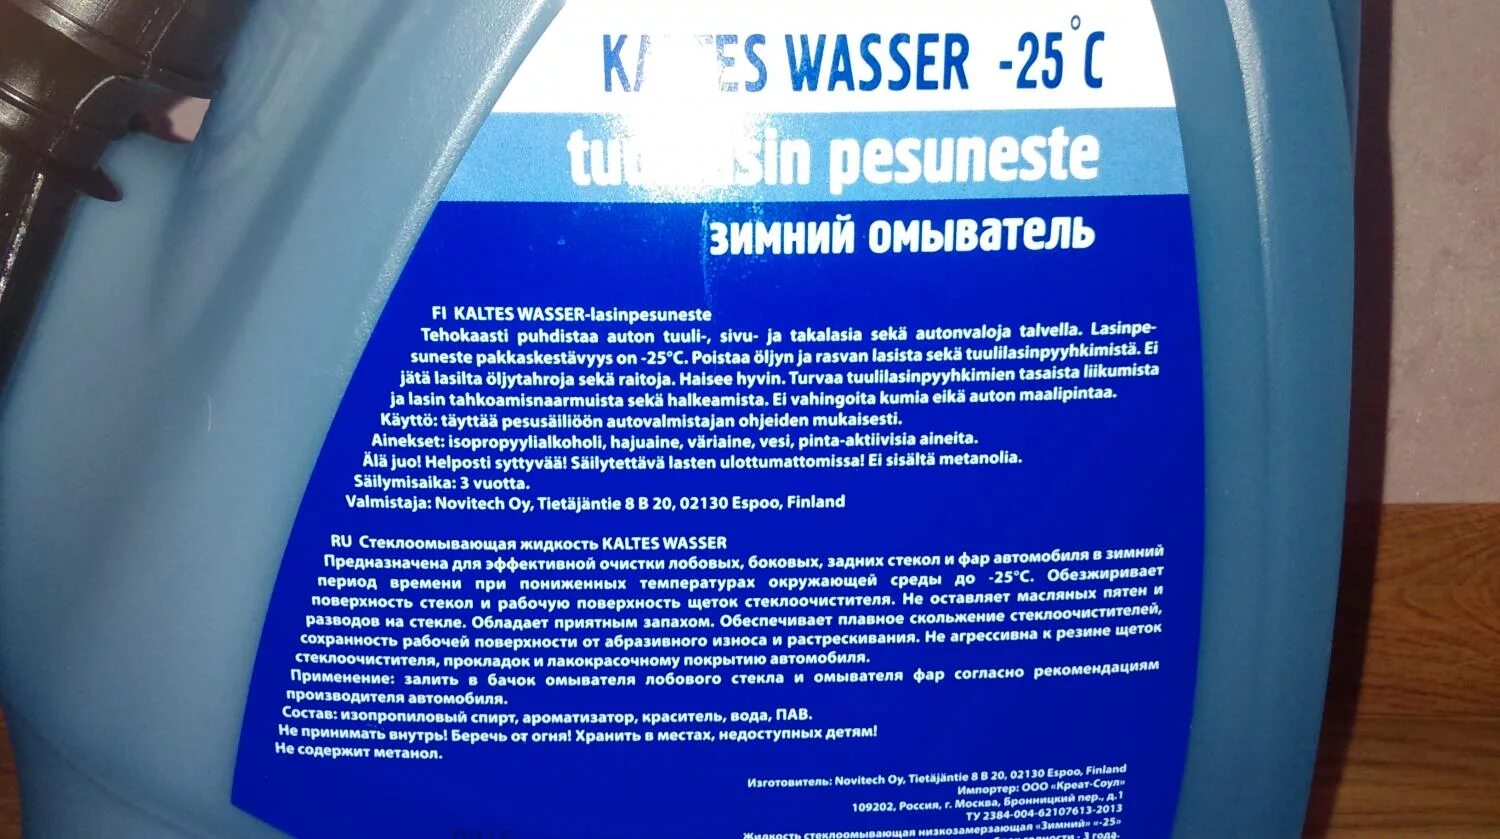 WASSER -25°C
pesuneste
зимний омыватель
FI KALTES WASSER-lasinpesuneste
Tehokaasti puhdistaa auton tuuli-, sivu- ja takalasia sekä autonvaloja talvella. Lasinpe-
suneste pakkaskestävyys on -25°C. Poistaa öljyn ja rasvan lasista sekä tuulilasinpyyhkimistä. Ei
jätä lasilta öljytahroja sekä raitoja. Haisee hyvin. Turvaa tuulilasinpyyhkimien tasaista liikumista
ja lasin tahkoamisnaarmuista sekä halkeamista. Ei vahingoita kumia eikä auton maalipintaa.
Käyttö: täyttää pesusäiliöön autovalmistajan ohjeiden mukaisesti.
Ainekset: isopropyylialkoholi, hajuaine, väriaine, vesi, pinta-aktiivisia aineita.
Älä juo! Helposti syttyvää! Säilytettävä lasten ulottumattomissa! Ei sisältä metanolia.
Säilymisaika: 3 vuotta.
Valmistaja: Novitech Oy, Tietäjäntie 8 B 20, 02130 Espoo, Finland
RU Стеклоомывающая жидкость KALTES WASSER
Предназначена для эффективной очистки лобовых, боковых, задних стекол и фар автомобиля в зимний
период времени при пониженных температурах окружающей среды до -25°С. Обезжиривает
поверхность стекол и рабочую поверхность щеток стеклоочистителя. Не оставляет масляных пятен и
разводов на стекле. Обладает приятным запахом. Обеспечивает плавное скольжение стеклоочистителей,
сохранность рабочей поверхности от абразивного износа и растрескивания. Не агрессивна к резине щеток
стеклоочистителя, прокладок и лакокрасочному покрытию автомобиля.
Применение: залить в бачок омывателя лобового стекла и омывателя фар согласно рекомендациям
производителя автомобиля.
Состав: изопропиловый спирт, ароматизатор, краситель, вода, ПАВ.
Не принимать внутрь! Беречь от огня! Хранить в местах, недоступных детям!
Не содержит метанол.
Изготовитель: Novitech Oy, Tietäjäntie 8 B 20, 02130 Espoo, Finland
Импортер: ООО «Креат-Соул»
109202, Россия, г. Москва, Бронницкий пер., д.1
ТУ 2384-004-62107613-2013
Жидкость стеклоомывающая низкозамерзающая «Зимний» «-25»
годности - 3 года.